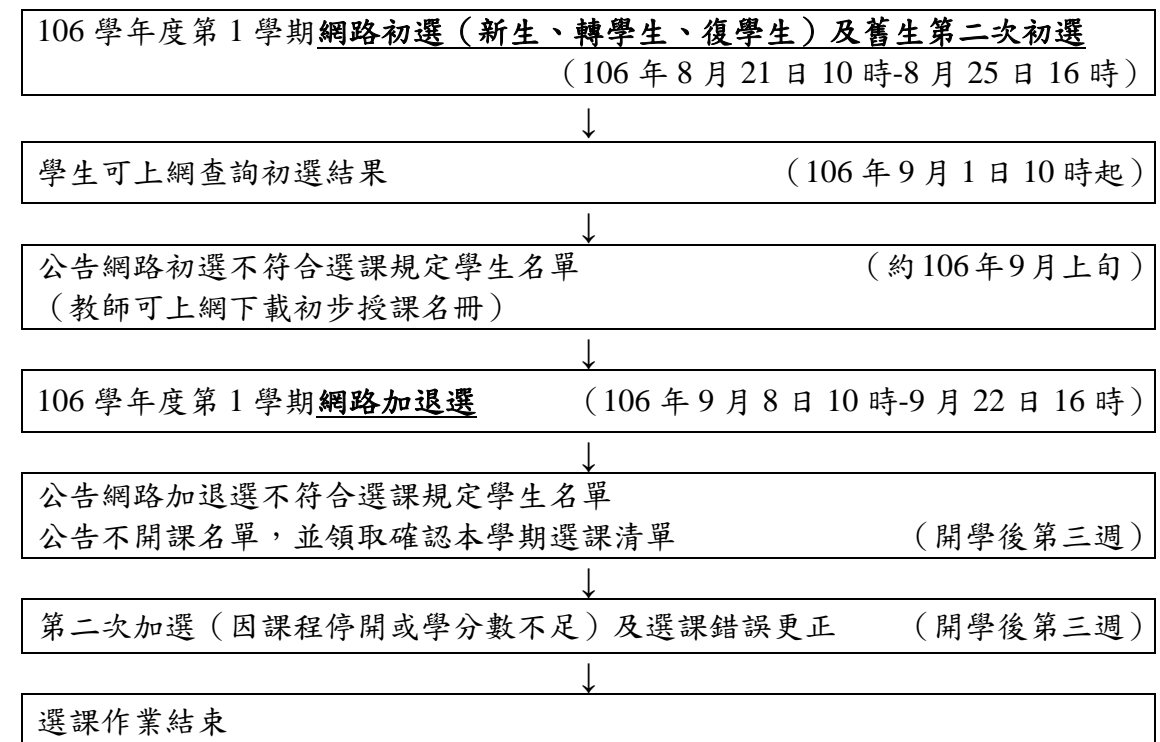 106 學年度第 1 學期網路初選（新生、轉學生、復學生）及舊生第二次初選
（106 年 8 月 21 日 10 時-8 月 25 日 16 時）
↓
學生可上網查詢初選結果 （106 年 9 月 1 日 10 時起）
↓
公告網路初選不符合選課規定學生名單 （約 106 年 9 月上旬）
（教師可上網下載初步授課名冊）
↓
106 學年度第 1 學期網路加退選 （106 年 9 月 8 日 10 時-9 月 22 日 16 時）
↓
公告網路加退選不符合選課規定學生名單
公告不開課名單，並領取確認本學期選課清單 （開學後第三週）
↓
第二次加選（因課程停開或學分數不足）及選課錯誤更正 （開學後第三週）
↓
選課作業結束